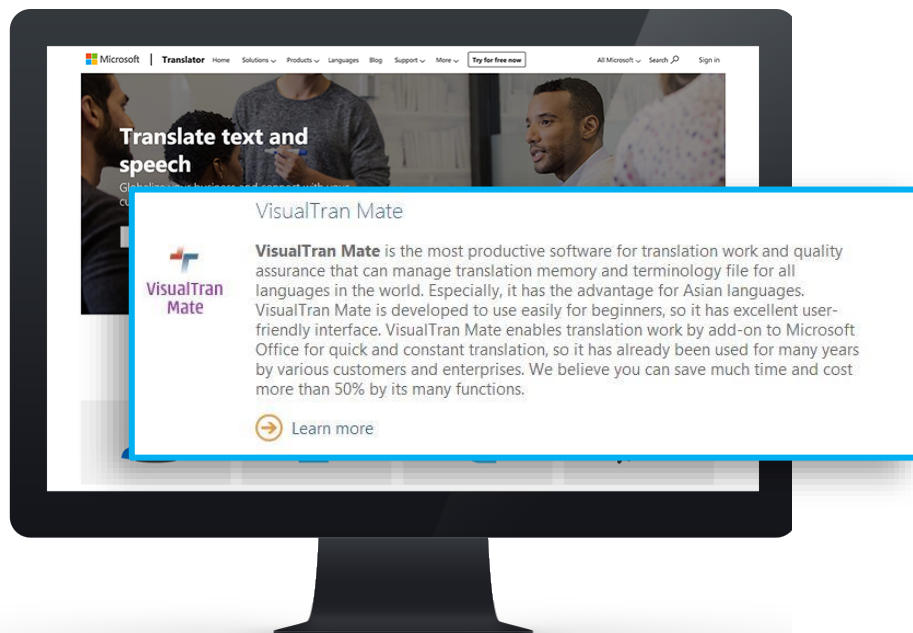 Microsoft | Translator Home Solutions Products Languages Blog Support More Try for free now All Microsoft Search Sign in
Translate text and
speech
VisualTran Mate
VisualTran
Mate
VisualTran Mate is the most productive software for translation work and quality
assurance that can manage translation memory and terminology file for all
languages in the world. Especially, it has the advantage for Asian languages.
VisualTran Mate is developed to use easily for beginners, so it has excellent user-
friendly interface. VisualTran Mate enables translation work by add-on to Microsoft
Office for quick and constant translation, so it has already been used for many years
by various customers and enterprises. We believe you can save much time and cost
more than 50% by its many functions.
Learn more